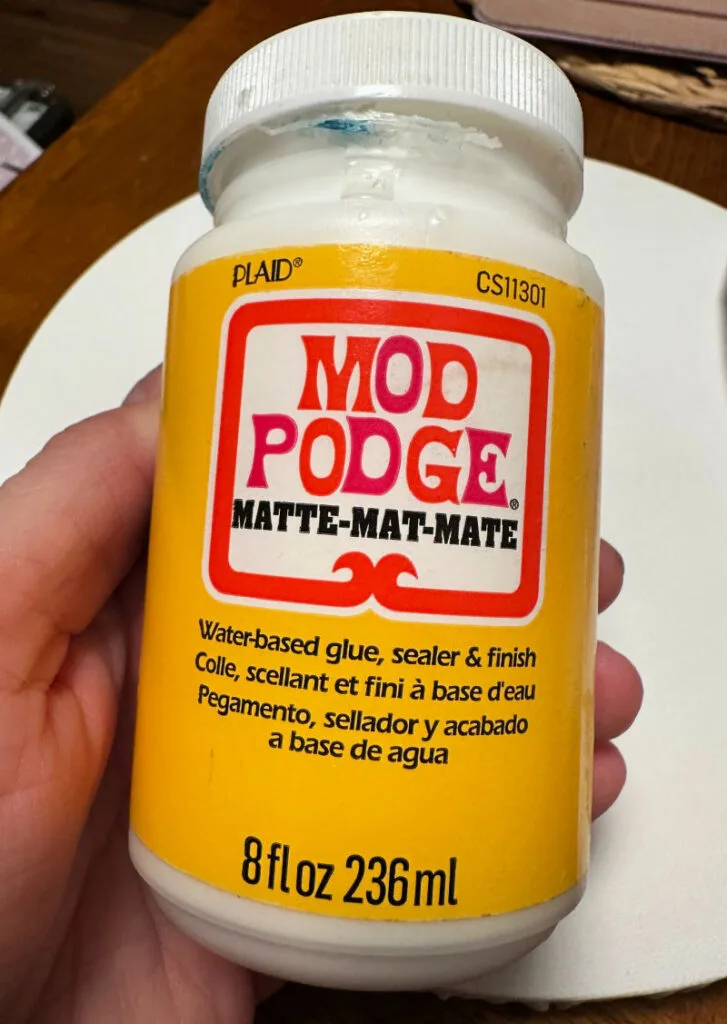 PLAID®
CS11301
MOD
PODGE®
MATTE-MAT-MATE
Water-based glue, sealer & finish
Colle, scellant et fini à base d'eau
Pegamento, sellador y acabado
a base de agua
8 fl oz 236 ml